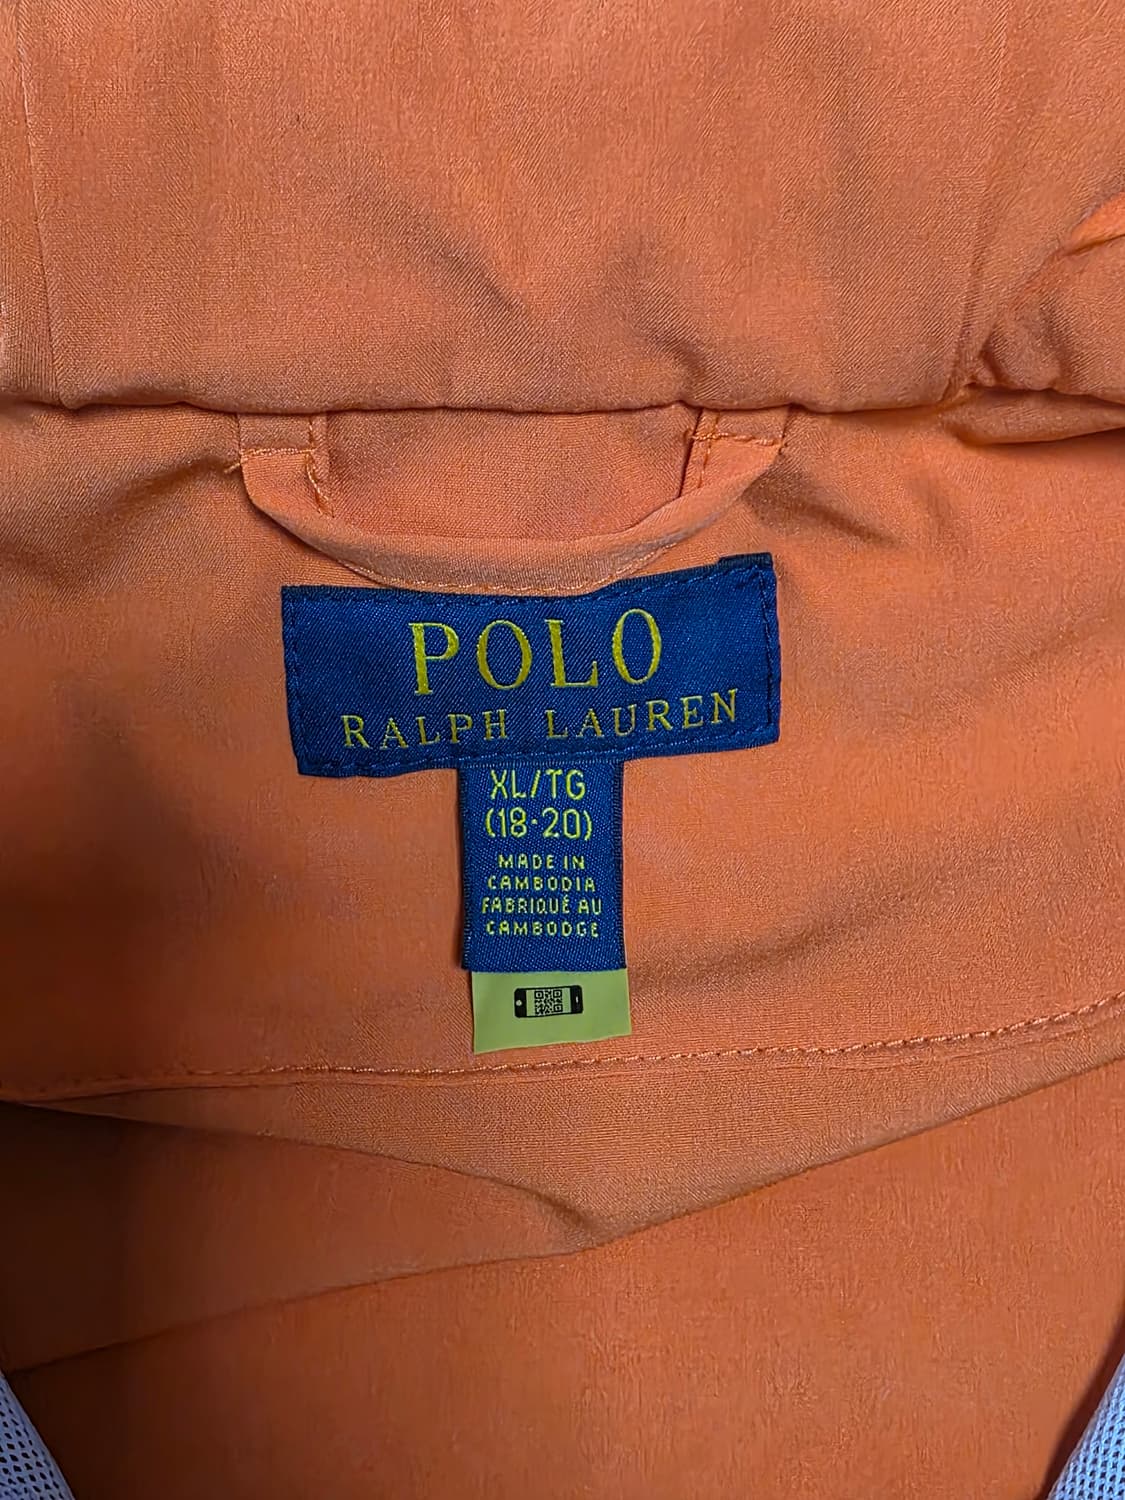 POLO
RALPH LAUREN
XL/TG
(18-20)
MADE IN
CAMBODIA
FABRIQUÉ AU
CAMBODGE